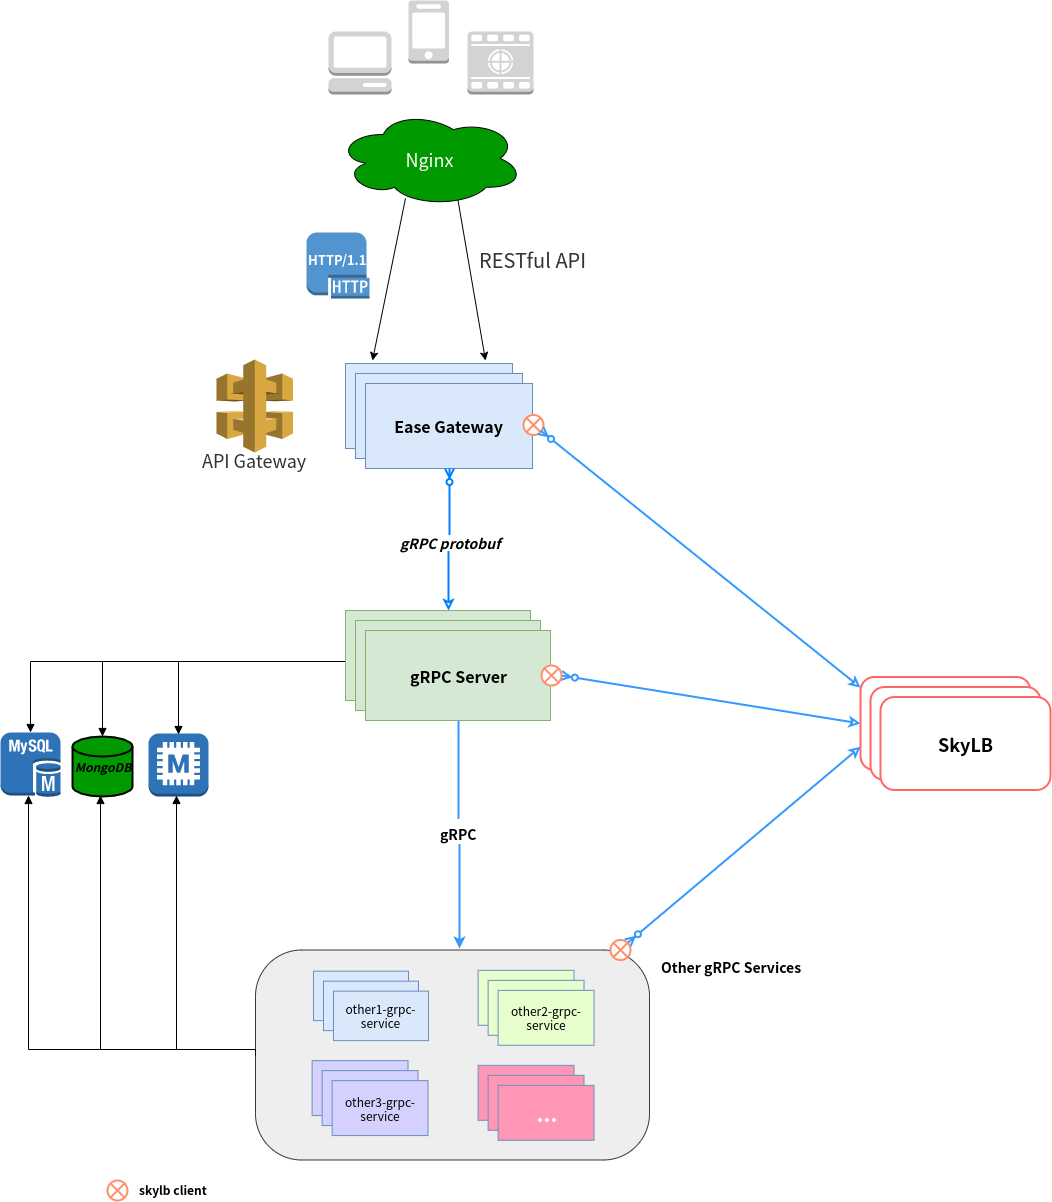 Nginx
HTTP/1.1
HTTP
RESTful API
Ease Gateway
API Gateway
gRPC protobuf
gRPC Server
MySQL
M
MongoDB
M
SkyLB
gRPC
Other gRPC Services
other1-grpc-
service
other2-grpc-
service
other3-grpc-
service
...
skylb client